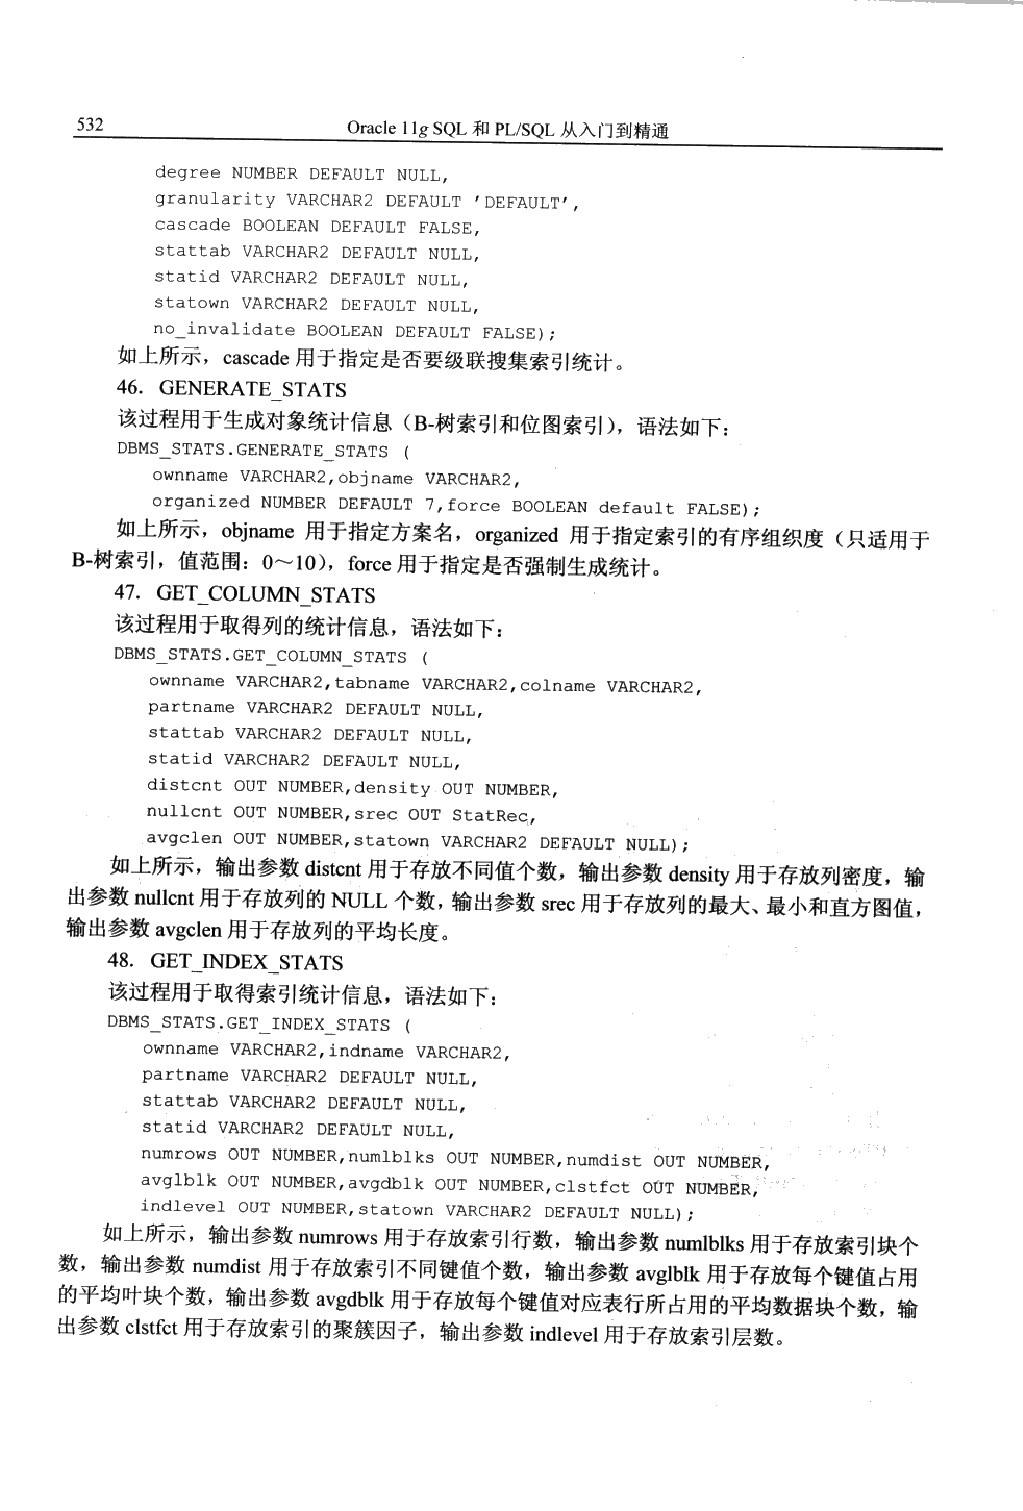 532
Oracle 11g SQL 和 PL/SQL 从入门到精通
degree NUMBER DEFAULT NULL,
granularity VARCHAR2 DEFAULT 'DEFAULT',
cascade BOOLEAN DEFAULT FALSE,
stattab VARCHAR2 DEFAULT NULL,
statid VARCHAR2 DEFAULT NULL,
statown VARCHAR2 DEFAULT NULL,
no_invalidate BOOLEAN DEFAULT FALSE);
如上所示，cascade 用于指定是否要级联搜集索引统计。
46．GENERATE_STATS
该过程用于生成对象统计信息（B-树索引和位图索引），语法如下：
DBMS_STATS.GENERATE_STATS (
ownname VARCHAR2,objname VARCHAR2,
organized NUMBER DEFAULT 7,force BOOLEAN default FALSE);
如上所示，objname 用于指定方案名，organized 用于指定索引的有序组织度（只适用于
B-树索引，值范围：0～10），force 用于指定是否强制生成统计。
47．GET_COLUMN_STATS
该过程用于取得列的统计信息，语法如下：
DBMS_STATS.GET_COLUMN_STATS (
ownname VARCHAR2,tabname VARCHAR2,colname VARCHAR2,
partname VARCHAR2 DEFAULT NULL,
stattab VARCHAR2 DEFAULT NULL,
statid VARCHAR2 DEFAULT NULL,
distcnt OUT NUMBER,density OUT NUMBER,
nullcnt OUT NUMBER,srec OUT StatRec,
avgclen OUT NUMBER,statown VARCHAR2 DEFAULT NULL);
如上所示，输出参数 distcnt 用于存放不同值个数，输出参数 density 用于存放列密度，输
出参数 nullcnt 用于存放列的 NULL 个数，输出参数 srec 用于存放列的最大、最小和直方图值，
输出参数 avgclen 用于存放列的平均长度。
48．GET_INDEX_STATS
该过程用于取得索引统计信息，语法如下：
DBMS_STATS.GET_INDEX_STATS (
ownname VARCHAR2,indname VARCHAR2,
partname VARCHAR2 DEFAULT NULL,
stattab VARCHAR2 DEFAULT NULL,
statid VARCHAR2 DEFAULT NULL,
numrows OUT NUMBER,numlblks OUT NUMBER,numdist OUT NUMBER,
avglblk OUT NUMBER,avgdblk OUT NUMBER,clstfct OUT NUMBER,
indlevel OUT NUMBER,statown VARCHAR2 DEFAULT NULL);
如上所示，输出参数 numrows 用于存放索引行数，输出参数 numlblks 用于存放索引块个
数，输出参数 numdist 用于存放索引不同键值个数，输出参数 avglblk 用于存放每个键值占用
的平均叶块个数，输出参数 avgdblk 用于存放每个键值对应表行所占用的平均数据块个数，输
出参数 clstfct 用于存放索引的聚簇因子，输出参数 indlevel 用于存放索引层数。